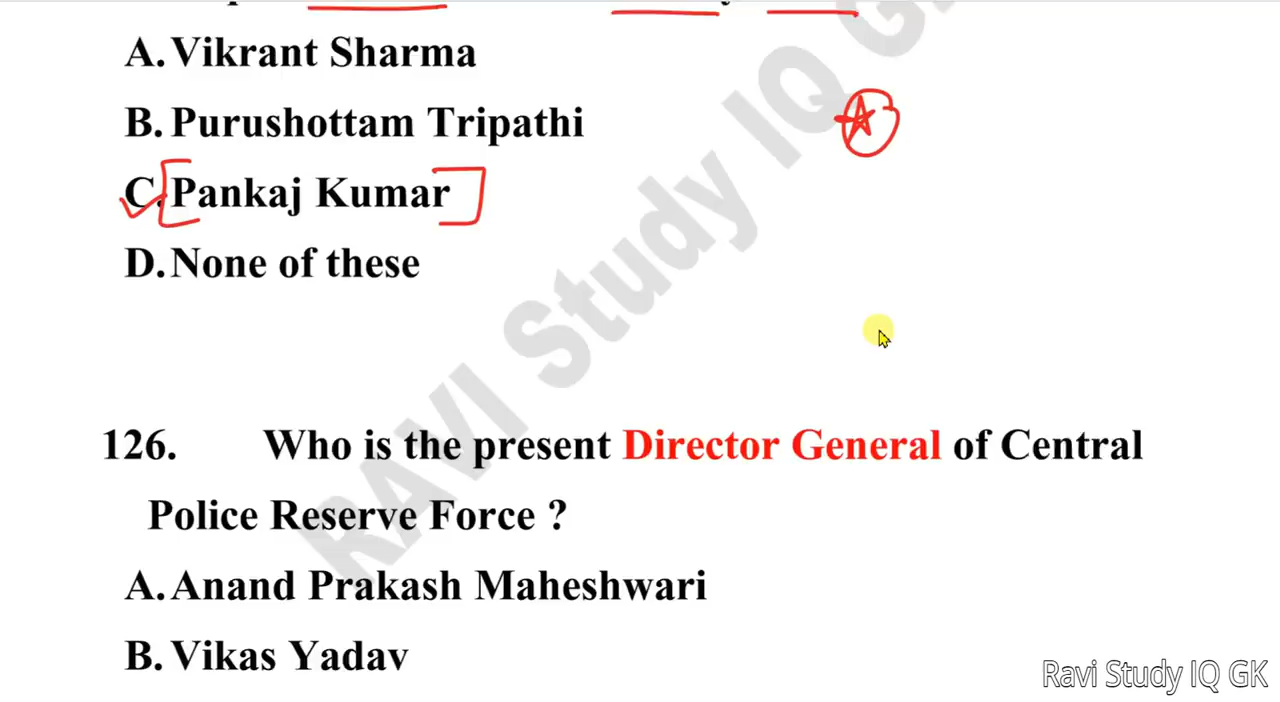 A. Vikrant Sharma
B. Purushottam Tripathi
C. Pankaj Kumar
D. None of these
126. Who is the present Director General of Central
Police Reserve Force ?
A. Anand Prakash Maheshwari
B. Vikas Yadav
RAVI Study IQ GK
Ravi Study IQ GK